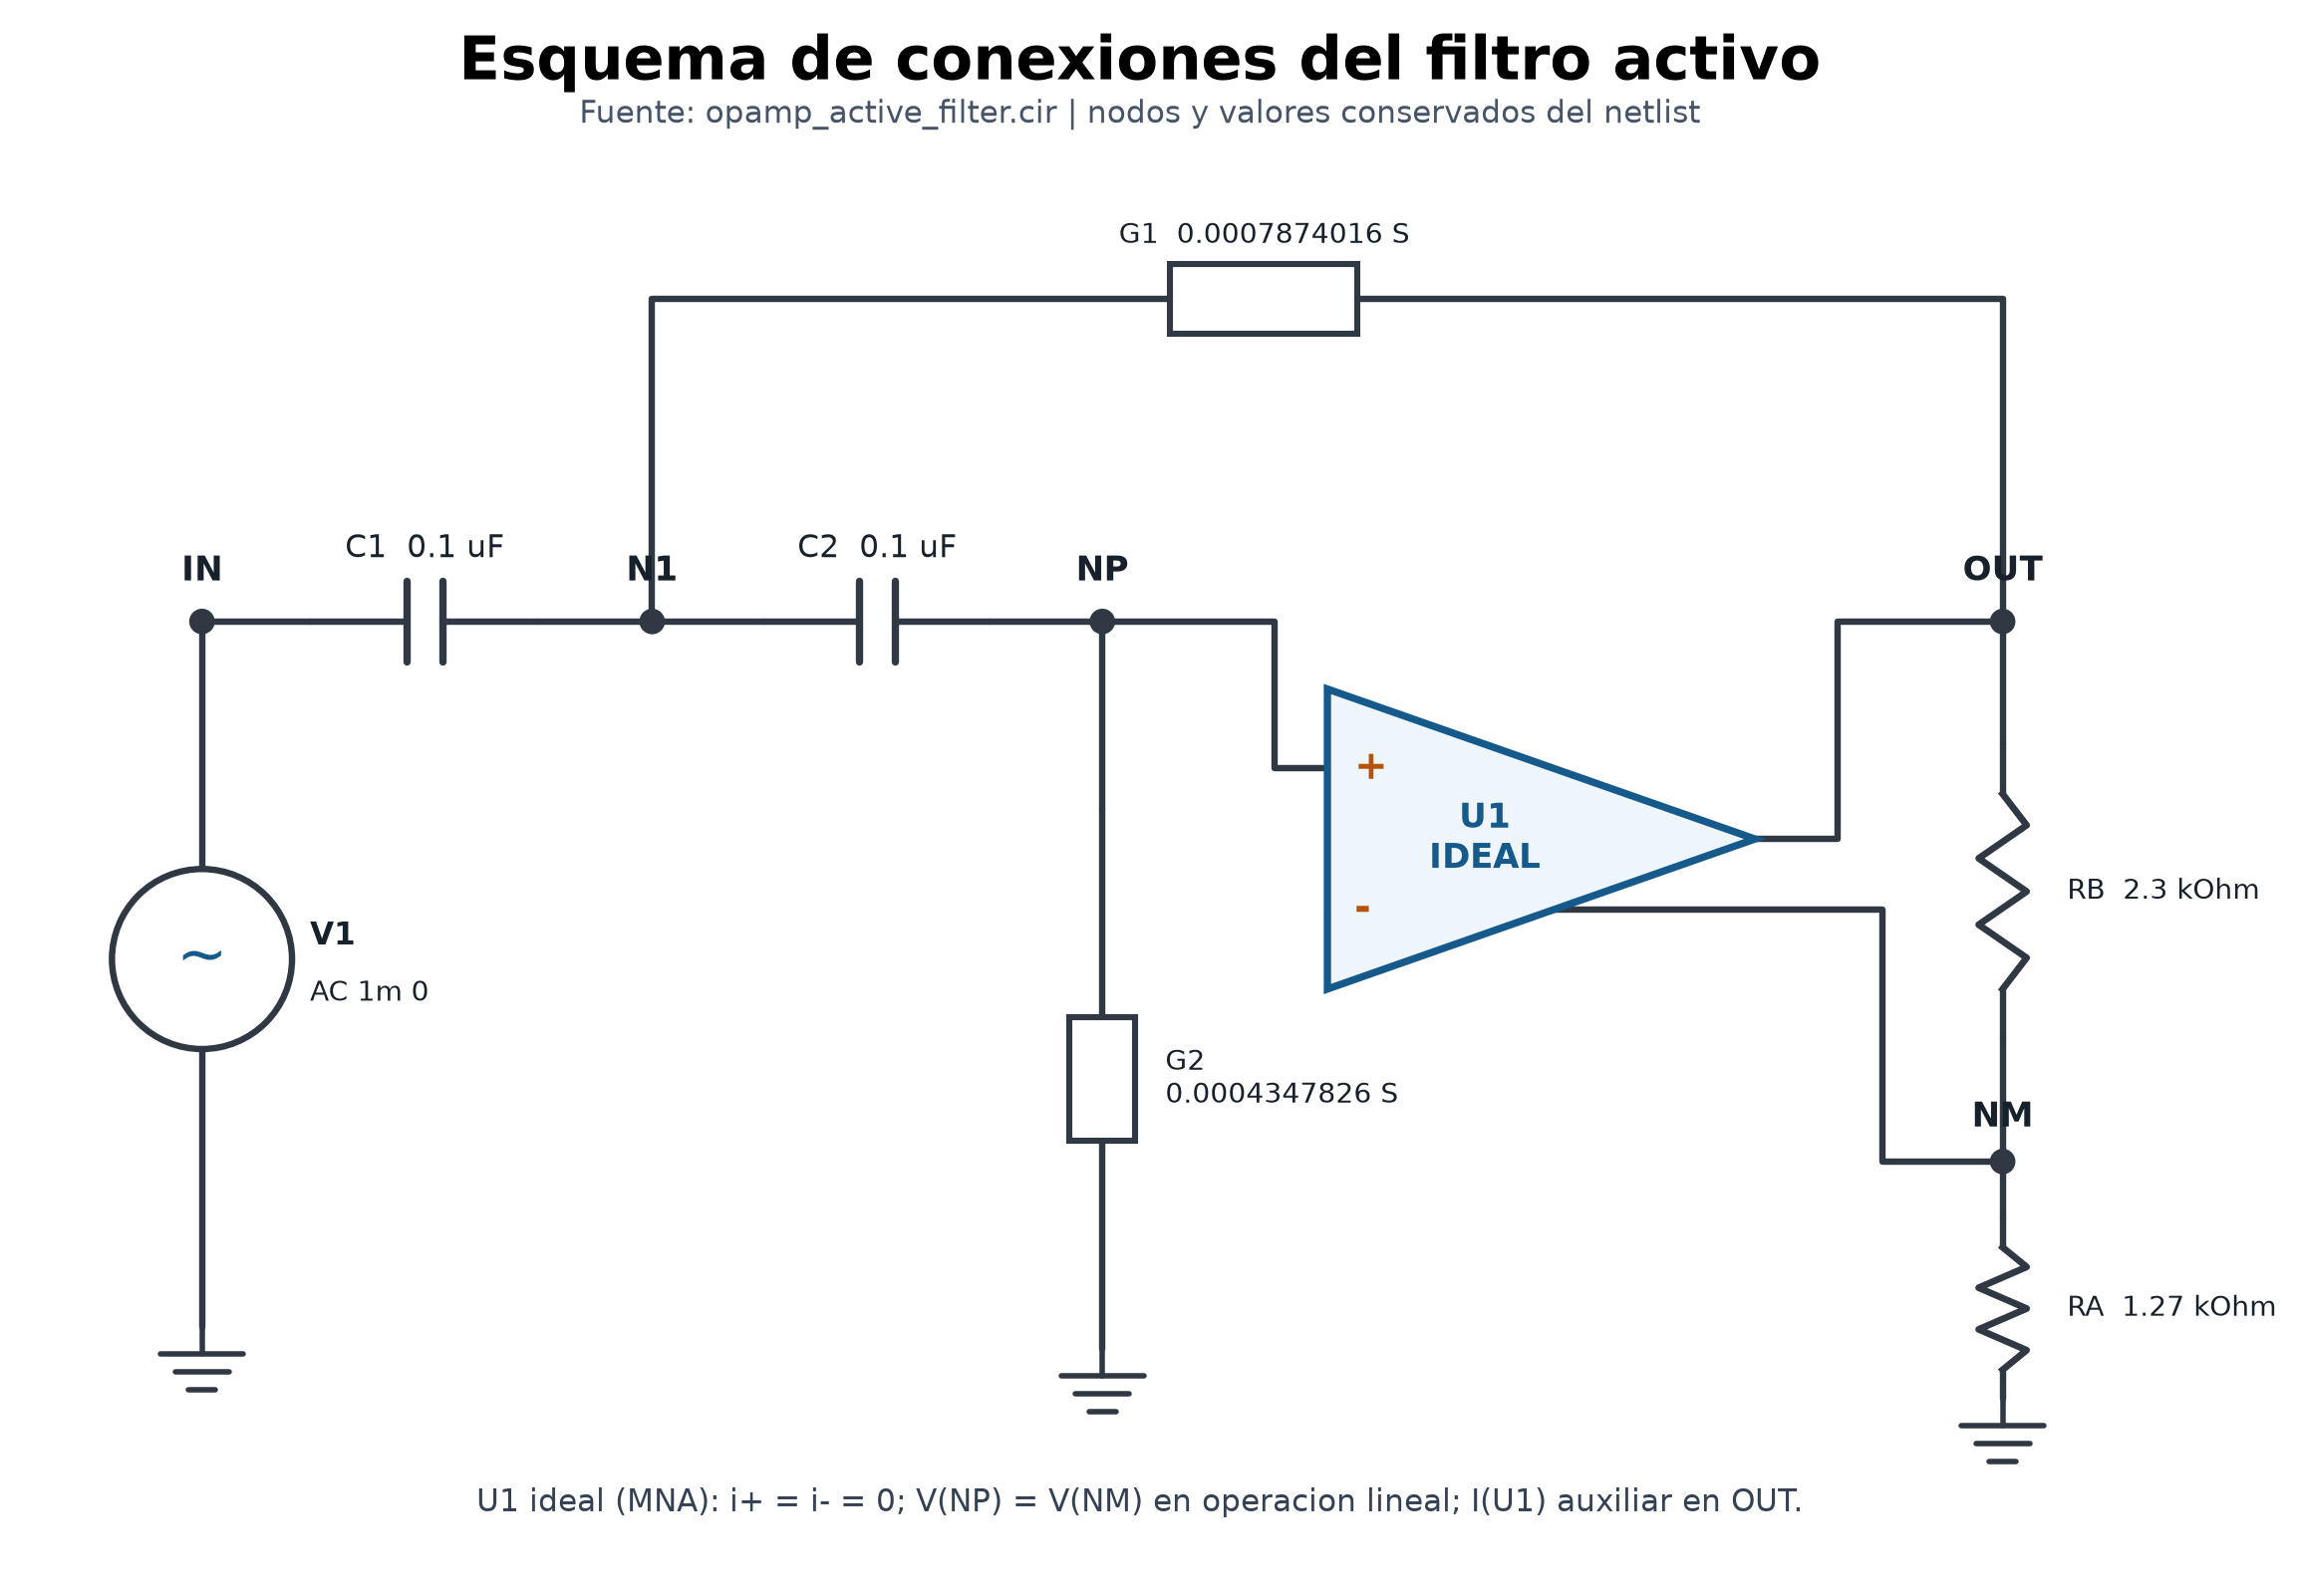 Esquema de conexiones del filtro activo
Fuente: opamp_active_filter.cir | nodos y valores conservados del netlist
G1  0.0007874016 S
C1  0.1 uF
C2  0.1 uF
IN
N1
NP
OUT
+
U1
IDEAL
-
RB  2.3 kOhm
V1
~
AC 1m 0
G2
0.0004347826 S
NM
RA  1.27 kOhm
U1 ideal (MNA): i+ = i- = 0; V(NP) = V(NM) en operacion lineal; I(U1) auxiliar en OUT.